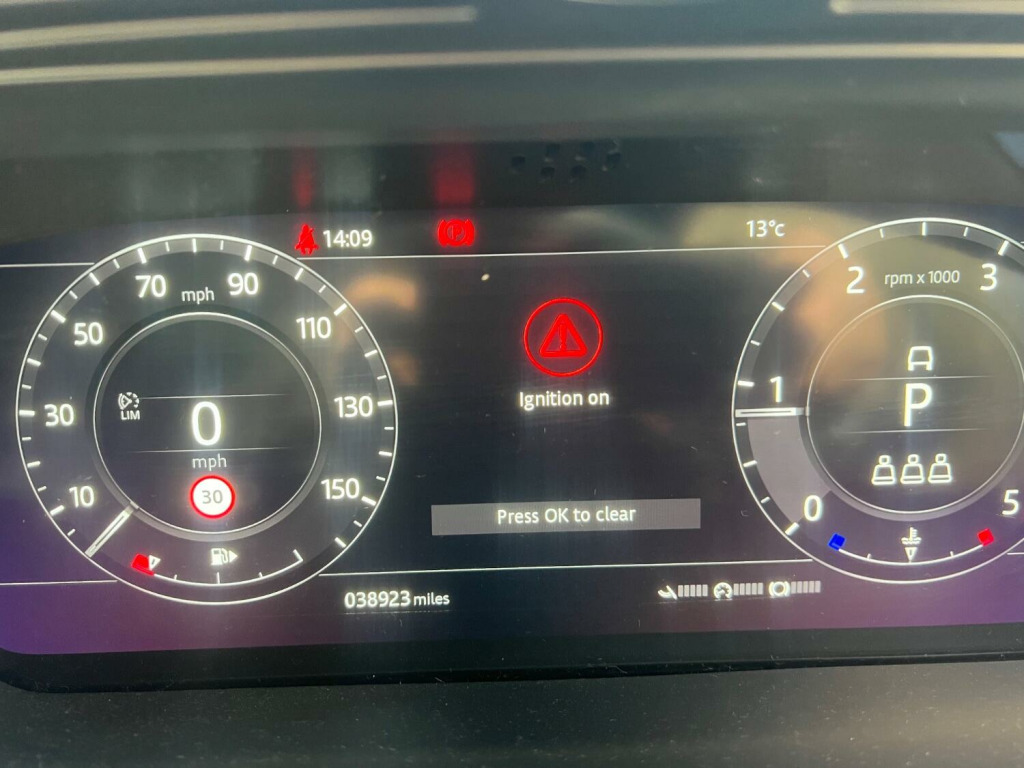 14:09
13°c
70 mph 90
50 110
30 130
10 150
LIM
0
mph
30
Ignition on
Press OK to clear
2 rpm x 1000 3
1
P
0 5
038923 miles